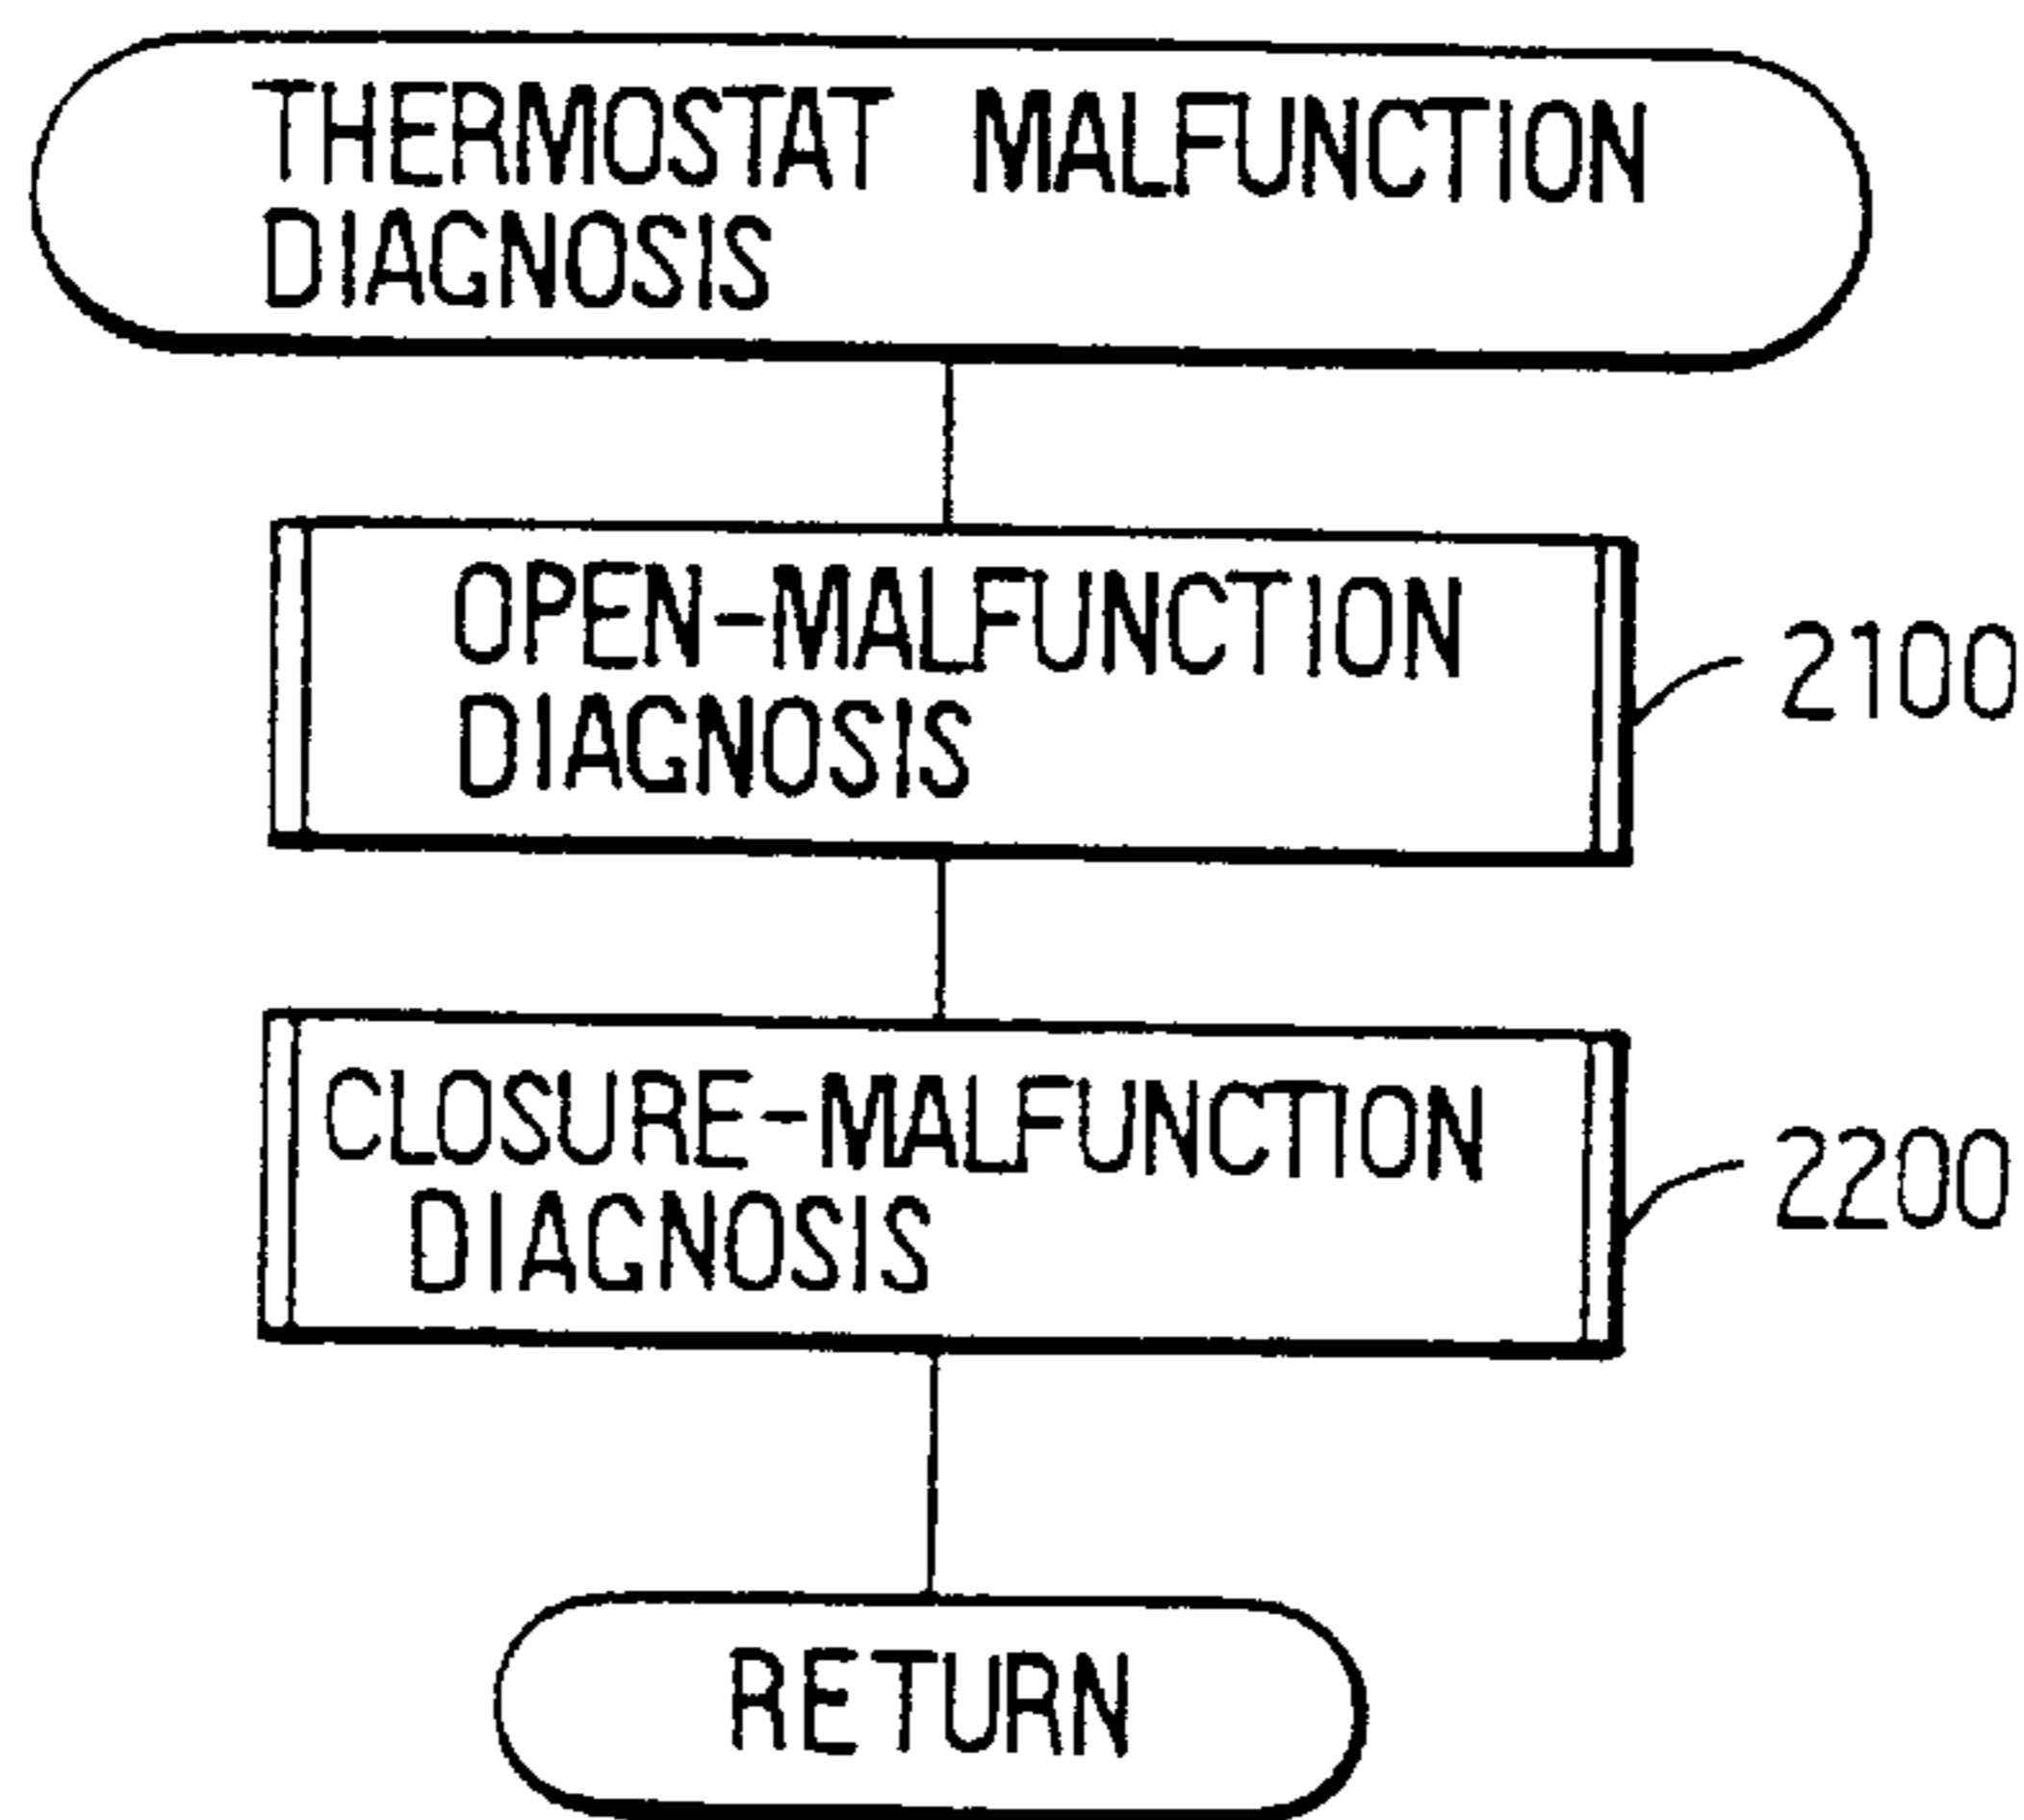 THERMOSTAT MALFUNCTION
DIAGNOSIS
OPEN-MALFUNCTION
DIAGNOSIS
2100
CLOSURE-MALFUNCTION
DIAGNOSIS
2200
RETURN